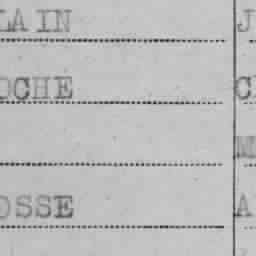 LAIN J
OCHE C
M
OSSE A